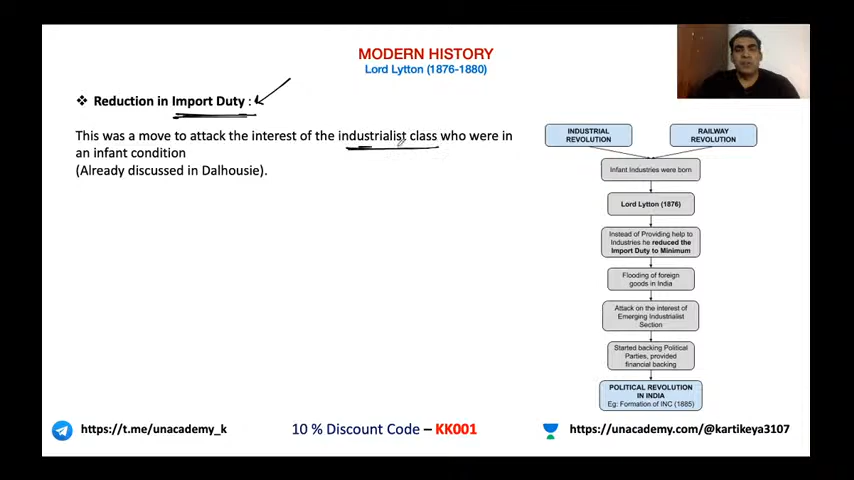 MODERN HISTORY
Lord Lytton (1876-1880)
❖ Reduction in Import Duty :
This was a move to attack the interest of the industrialist class who were in
an infant condition
(Already discussed in Dalhousie).
INDUSTRIAL
REVOLUTION
RAILWAY
REVOLUTION
Infant Industries were born
Lord Lytton (1876)
Instead of Providing help to
Industries he reduced the
Import Duty to Minimum
Flooding of foreign
goods in India
Attack on the interest of
Emerging Industrialist
Section
Started backing Political
Parties, provided
financial backing
POLITICAL REVOLUTION
IN INDIA
Eg: Formation of INC (1885)
https://t.me/unacademy_k
10 % Discount Code – KK001
https://unacademy.com/@kartikeya3107